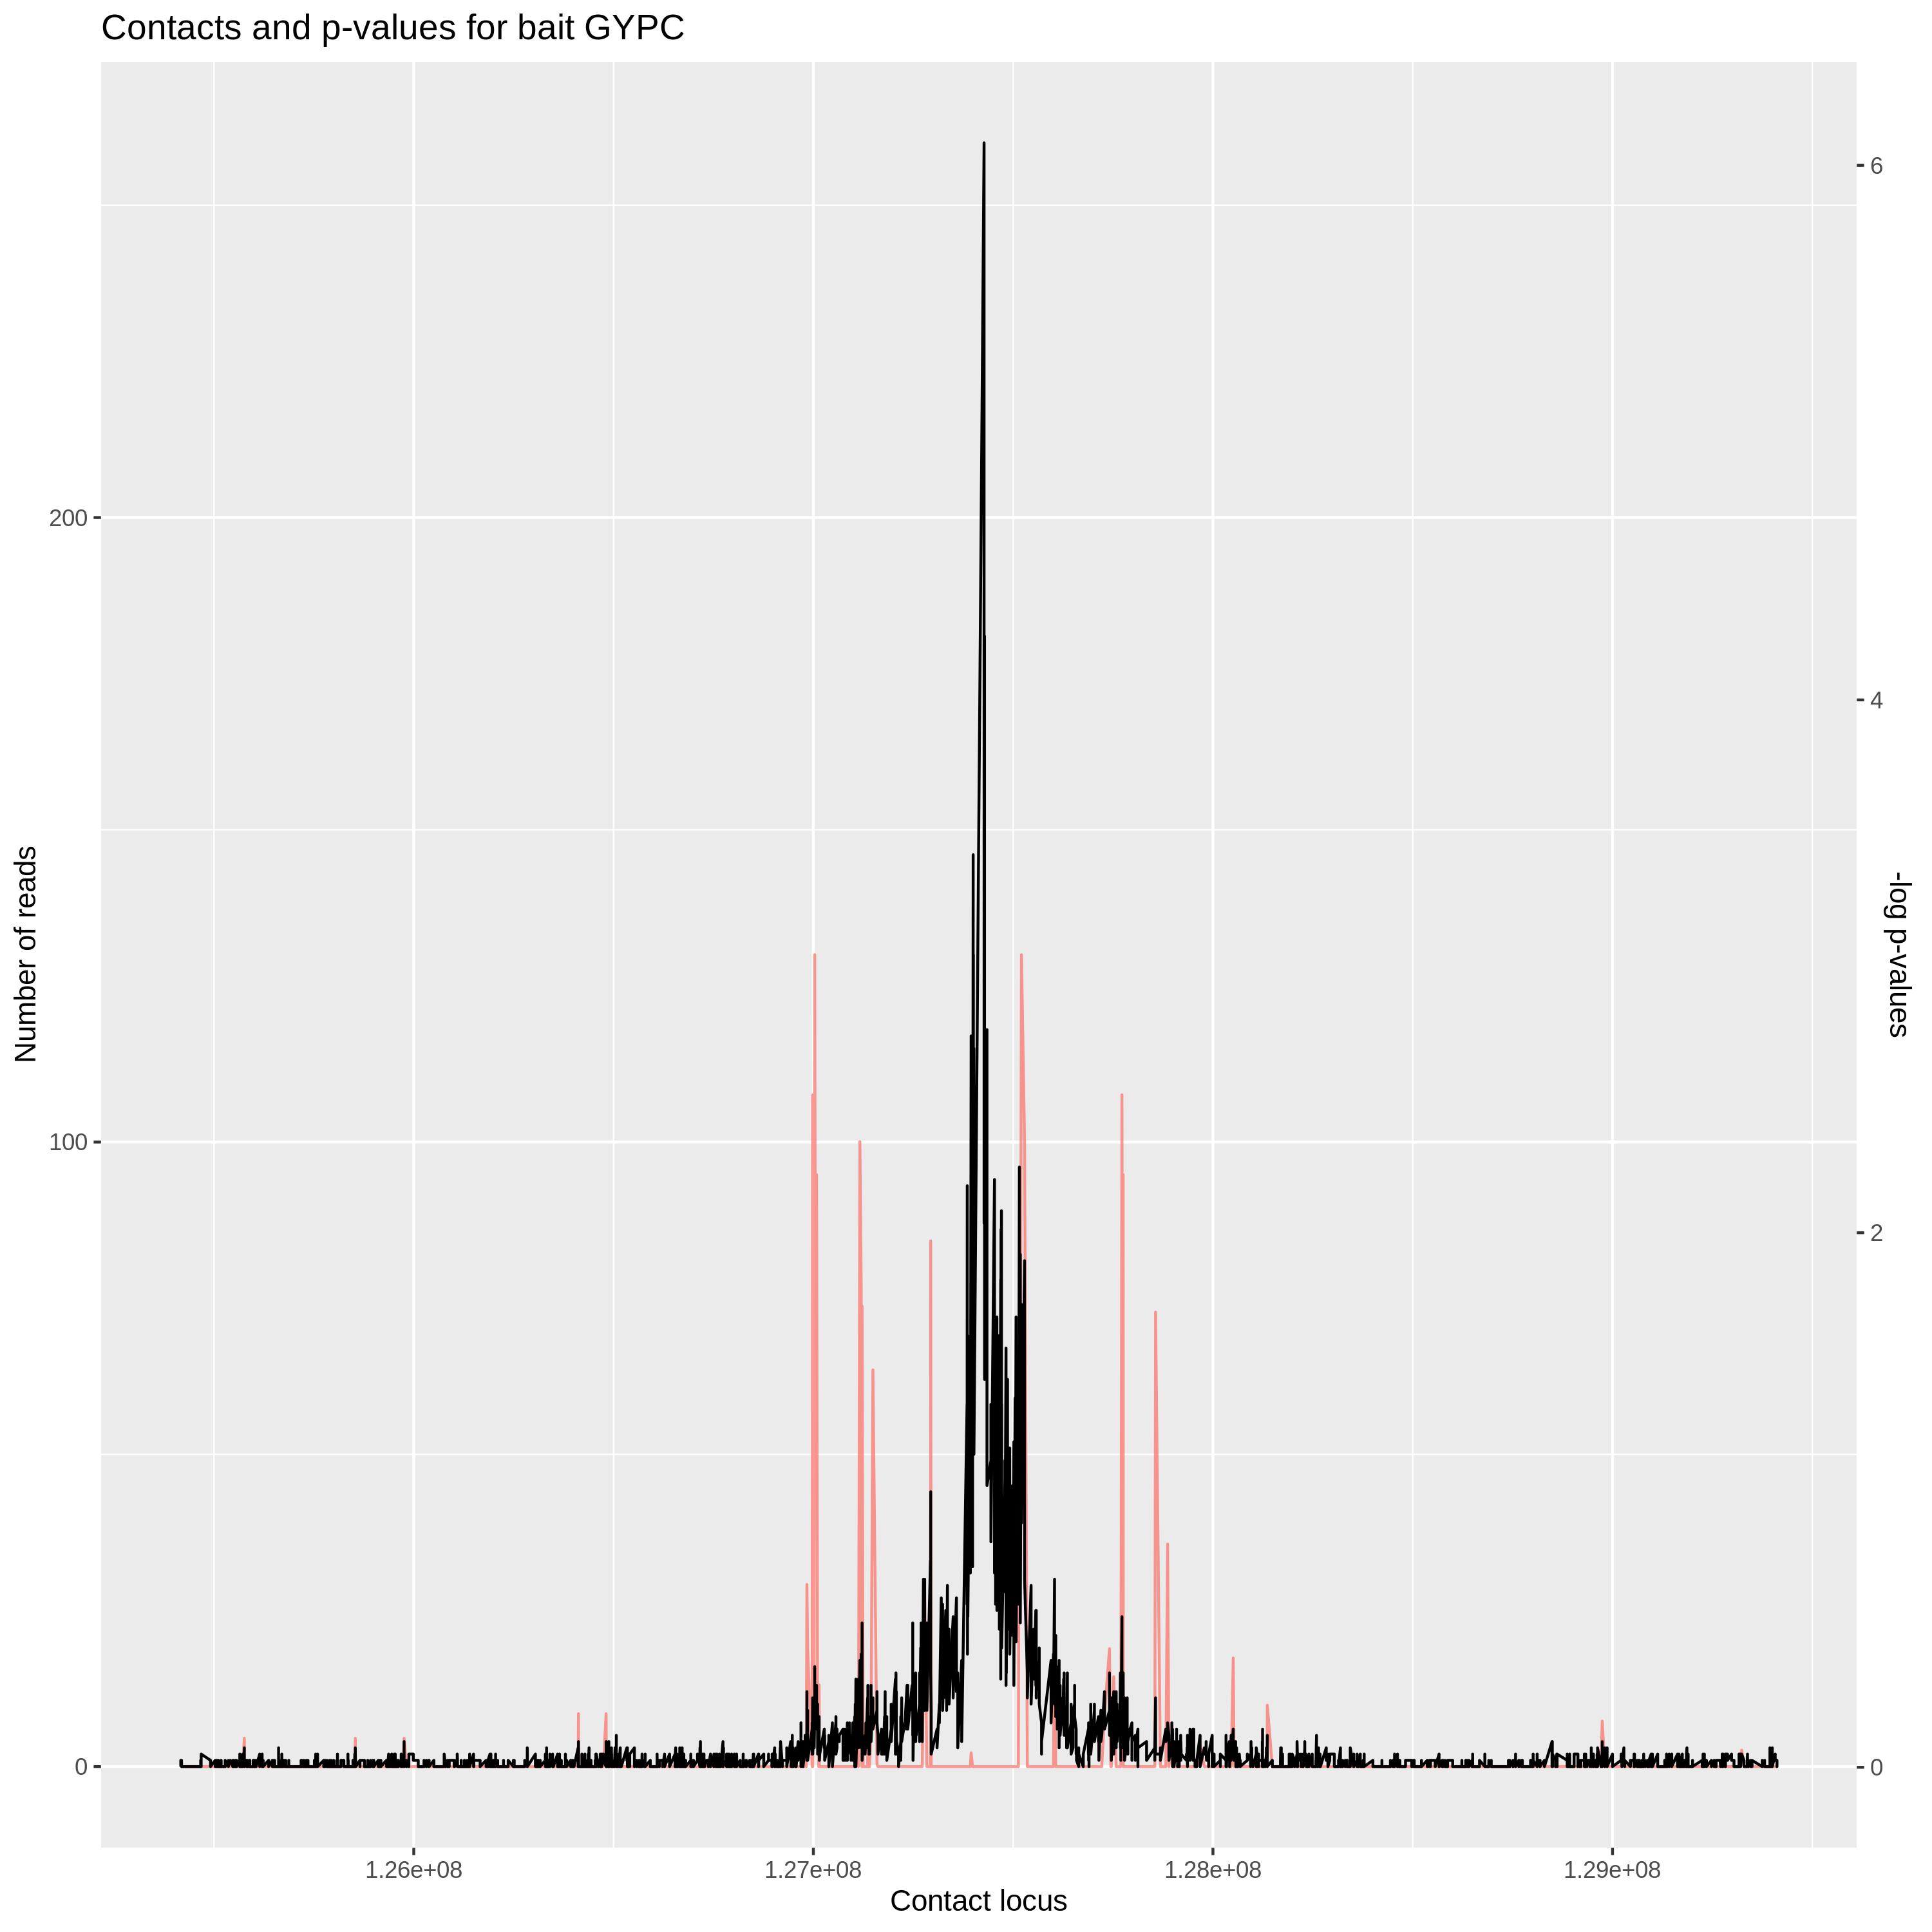 Contacts and p-values for bait GYPC
Number of reads
200
100
0
6
4
2
0
-log p-values
1.26e+08
1.27e+08
1.28e+08
1.29e+08
Contact locus